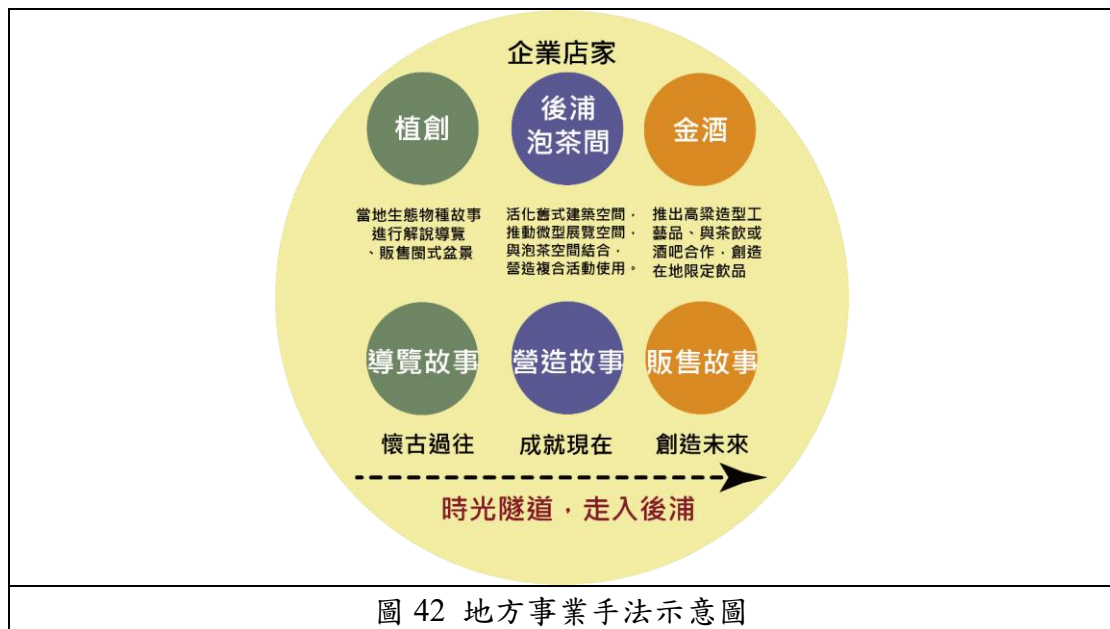 企業店家
植創
後浦
泡茶間
金酒
當地生態物種故事
進行解說導覽
、販售閩式盆景
活化舊式建築空間，
推動微型展覽空間，
與泡茶空間結合，
營造複合活動使用。
推出高粱造型工
藝品、與茶飲或
酒吧合作，創造
在地限定飲品
導覽故事
營造故事
販售故事
懷古過往
成就現在
創造未來
時光隧道，走入後浦
圖 42 地方事業手法示意圖